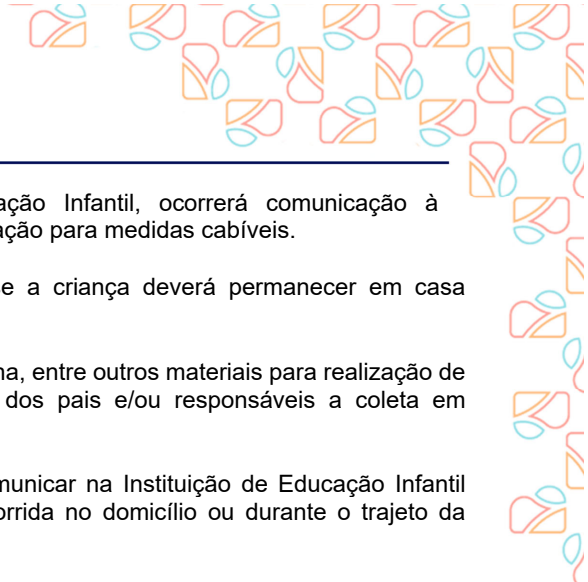 ação Infantil, ocorrerá comunicação à
ação para medidas cabíveis.
e a criança deverá permanecer em casa
na, entre outros materiais para realização de
dos pais e/ou responsáveis a coleta em
municar na Instituição de Educação Infantil
orrida no domicílio ou durante o trajeto da